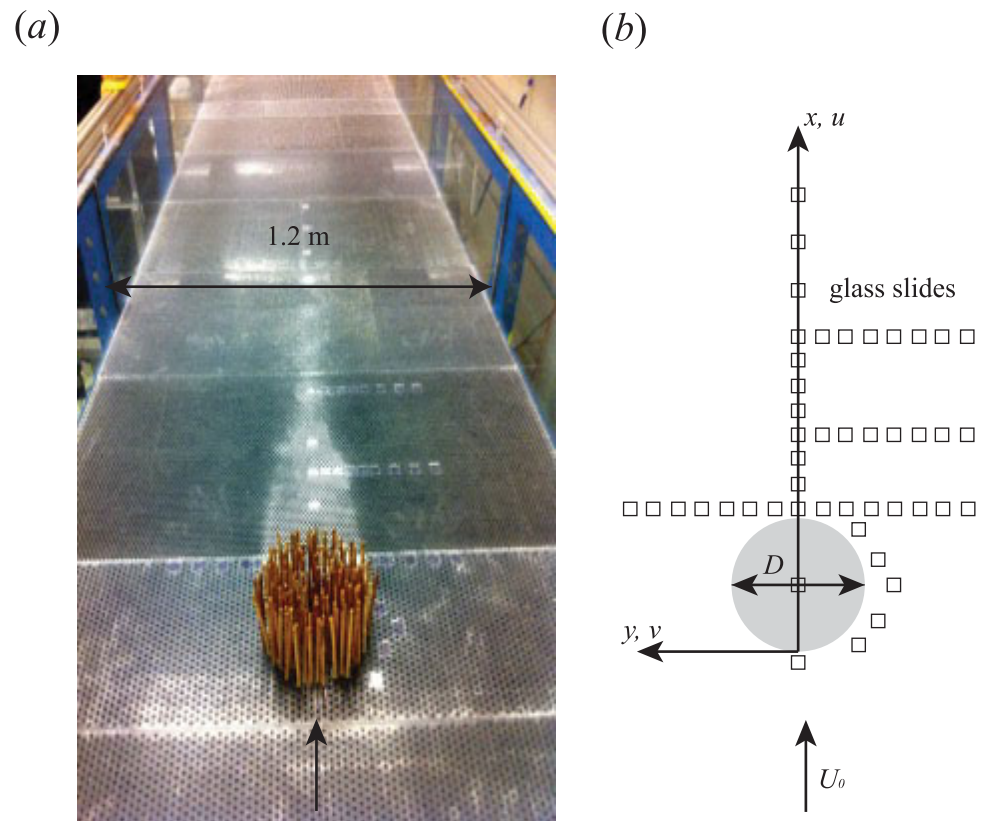 (a)
(b)
1.2 m
x, u
glass slides
D
y, v
U₀